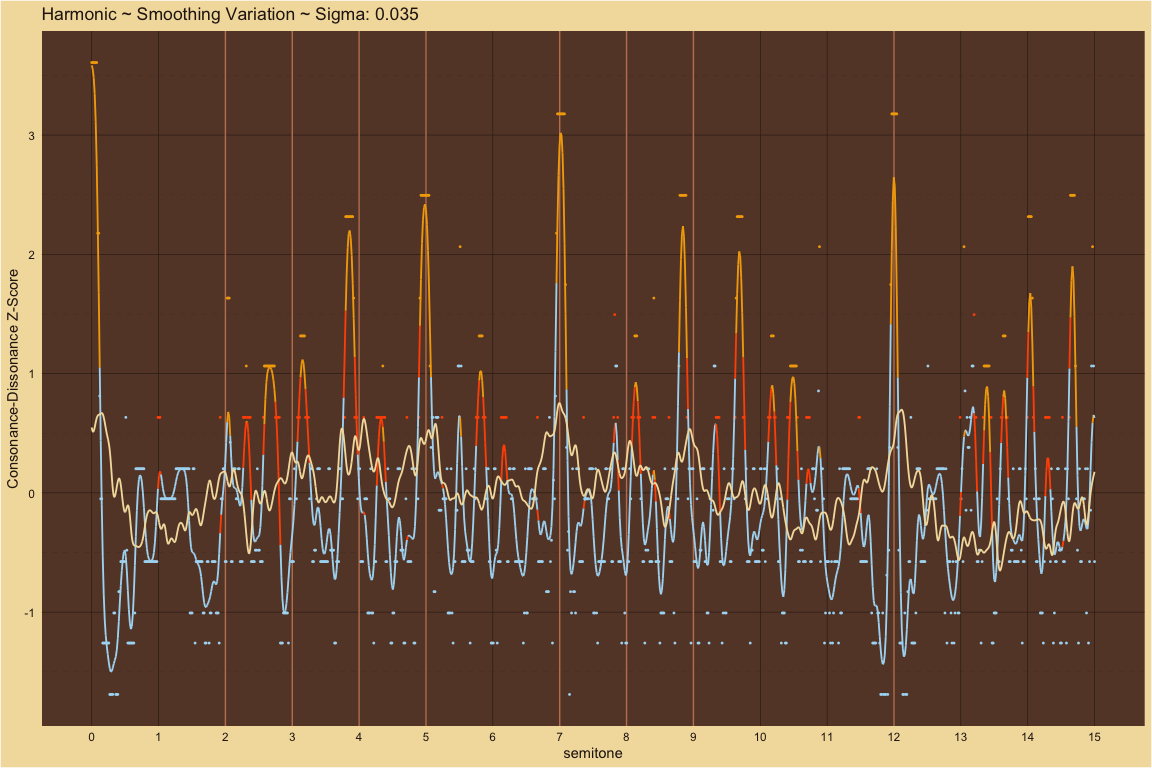 Harmonic ~ Smoothing Variation ~ Sigma: 0.035
Consonance-Dissonance Z-Score
3
2
1
0
-1
0 1 2 3 4 5 6 7 8 9 10 11 12 13 14 15
semitone